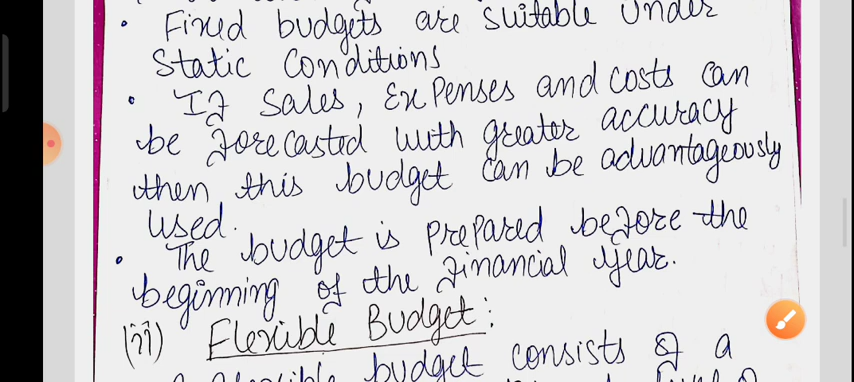 • Fixed budgets are suitable under
static conditions
• If sales, expenses and costs can
be forecasted with greater accuracy
then this budget can be advantageously
used.
• The budget is prepared before the
beginning of the financial year.
(ii) Flexible Budget:
budget consists of a